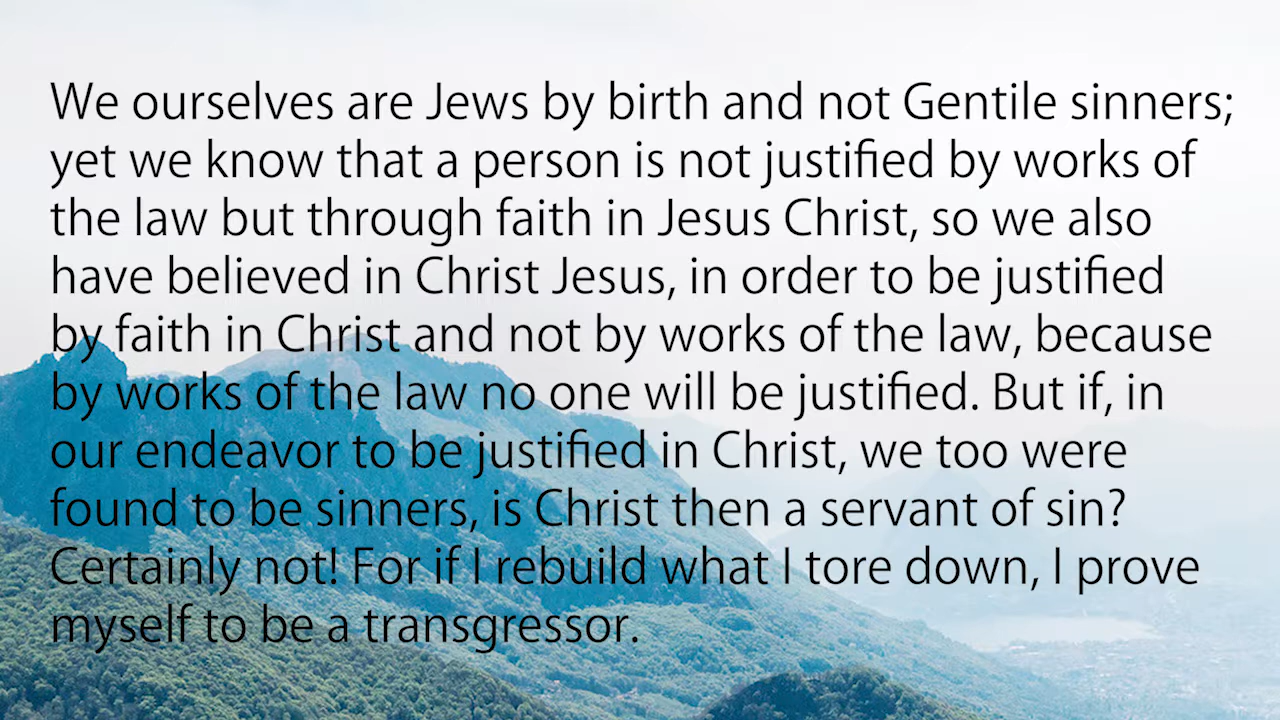 We ourselves are Jews by birth and not Gentile sinners;
yet we know that a person is not justified by works of
the law but through faith in Jesus Christ, so we also
have believed in Christ Jesus, in order to be justified
by faith in Christ and not by works of the law, because
by works of the law no one will be justified. But if, in
our endeavor to be justified in Christ, we too were
found to be sinners, is Christ then a servant of sin?
Certainly not! For if I rebuild what I tore down, I prove
myself to be a transgressor.